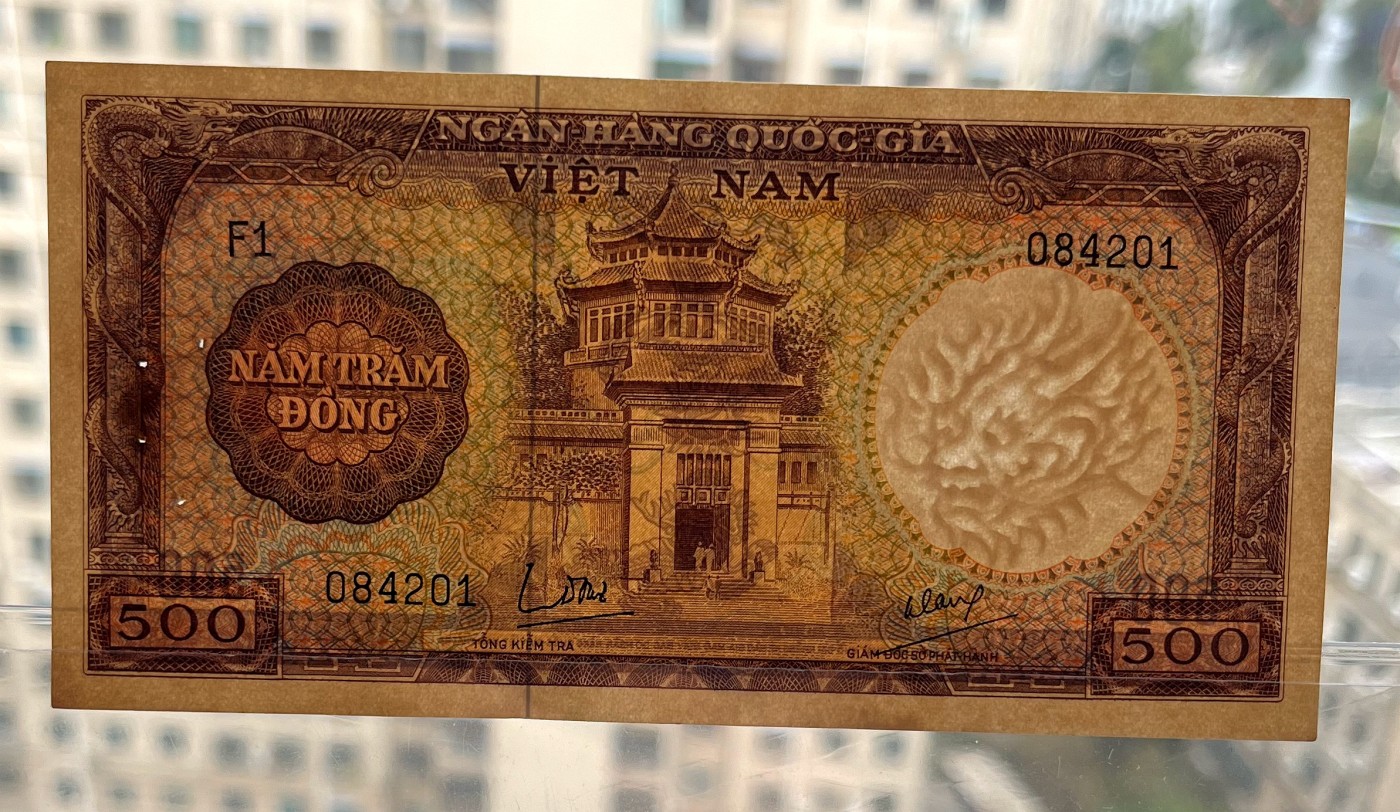 NGÂN-HÀNG QUỐC-GIA
VIỆT NAM
F1
084201
NĂM TRĂM
ĐỒNG
084201
TỔNG KIỂM TRA
GIÁM ĐỐC SỞ PHÁT-HÀNH
500
500